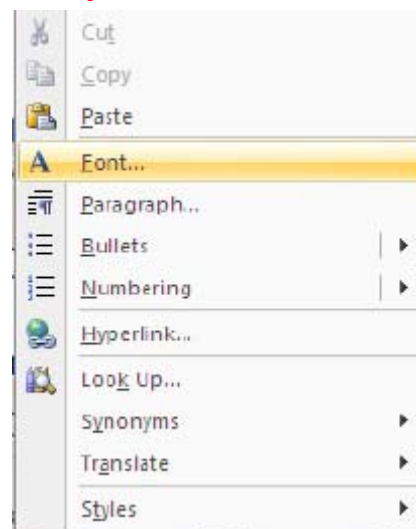 Cut
Copy
Paste
Font...
Paragraph...
Bullets
Numbering
Hyperlink...
Look Up...
Synonyms
Translate
Styles